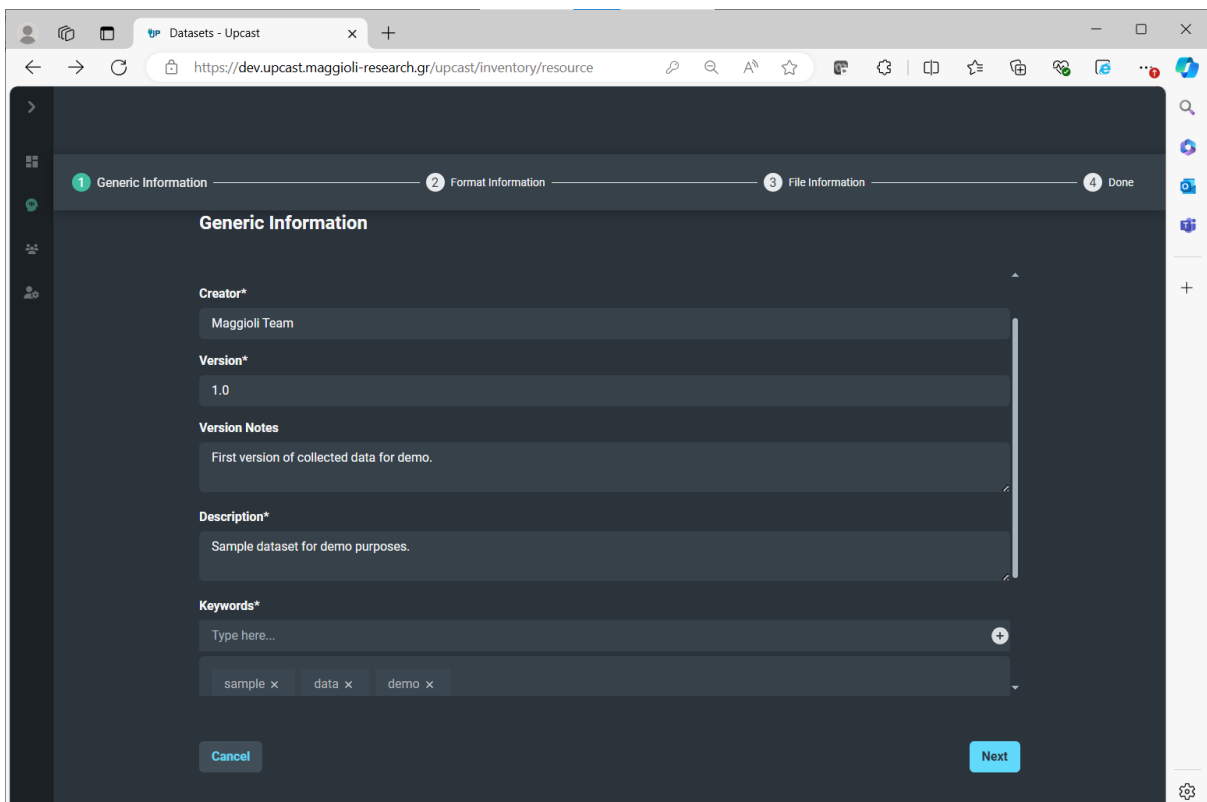 UP Datasets - Upcast
https://dev.upcast.maggioli-research.gr/upcast/inventory/resource
1 Generic Information 2 Format Information 3 File Information 4 Done
Generic Information
Creator*
Maggioli Team
Version*
1.0
Version Notes
First version of collected data for demo.
Description*
Sample dataset for demo purposes.
Keywords*
Type here...
sample × data × demo ×
Cancel Next